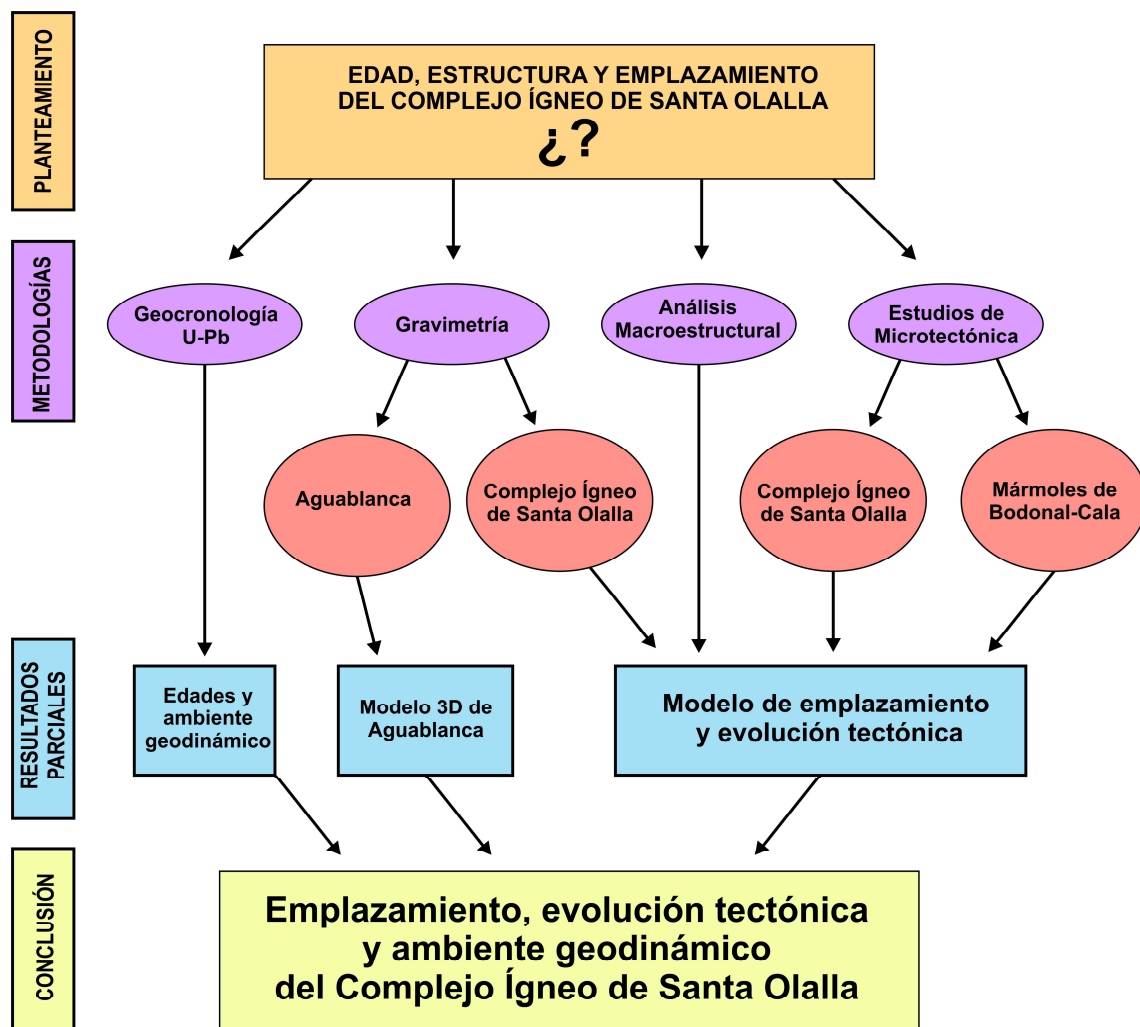 PLANTEAMIENTO
EDAD, ESTRUCTURA Y EMPLAZAMIENTO
DEL COMPLEJO ÍGNEO DE SANTA OLALLA
¿?
METODOLOGÍAS
Geocronología
U-Pb
Gravimetría
Análisis
Macroestructural
Estudios de
Microtectónica
Aguablanca
Complejo Ígneo
de Santa Olalla
Complejo Ígneo
de Santa Olalla
Mármoles de
Bodonal-Cala
RESULTADOS
PARCIALES
Edades y
ambiente
geodinámico
Modelo 3D de
Aguablanca
Modelo de emplazamiento
y evolución tectónica
CONCLUSIÓN
Emplazamiento, evolución tectónica
y ambiente geodinámico
del Complejo Ígneo de Santa Olalla